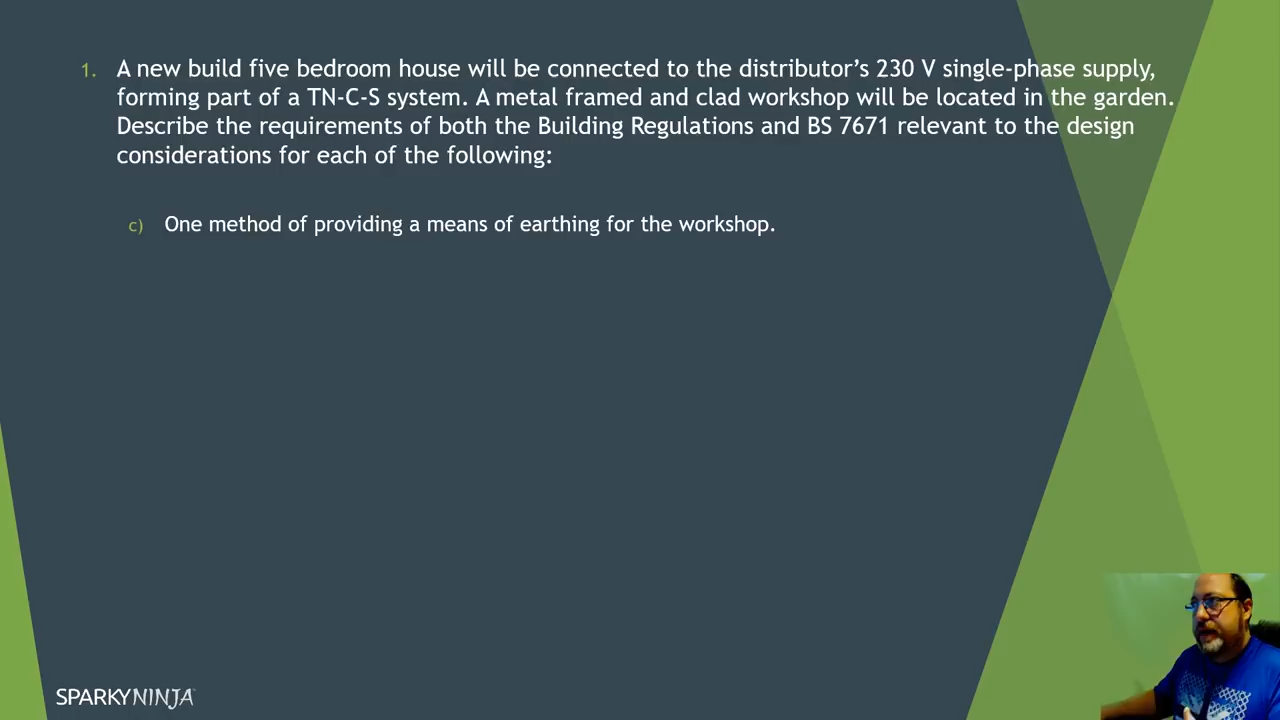 1. A new build five bedroom house will be connected to the distributor's 230 V single-phase supply,
forming part of a TN-C-S system. A metal framed and clad workshop will be located in the garden.
Describe the requirements of both the Building Regulations and BS 7671 relevant to the design
considerations for each of the following:
c) One method of providing a means of earthing for the workshop.
SPARKYNINJA